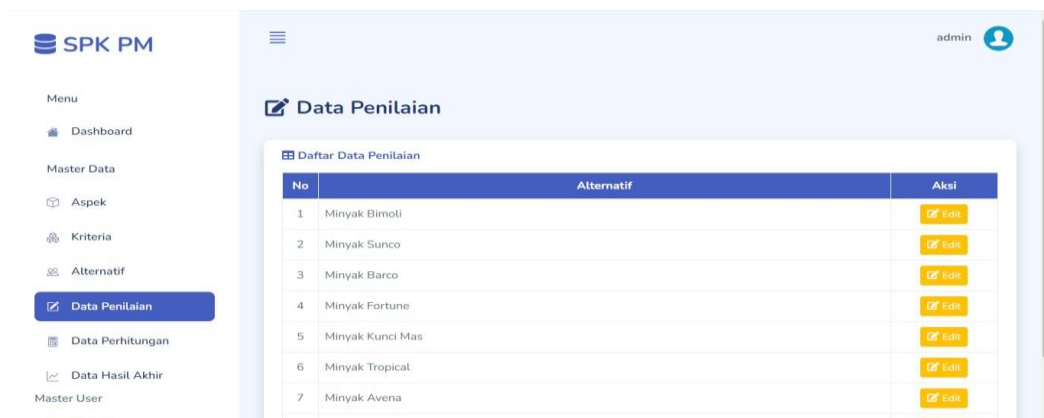 SPK PM
admin
Menu
Dashboard
Master Data
Aspek
Kriteria
Alternatif
Data Penilaian
Data Perhitungan
Data Hasil Akhir
Master User
Data Penilaian
Daftar Data Penilaian
No Alternatif Aksi
1 Minyak Bimoli Edit
2 Minyak Sunco Edit
3 Minyak Barco Edit
4 Minyak Fortune Edit
5 Minyak Kunci Mas Edit
6 Minyak Tropical Edit
7 Minyak Avena Edit